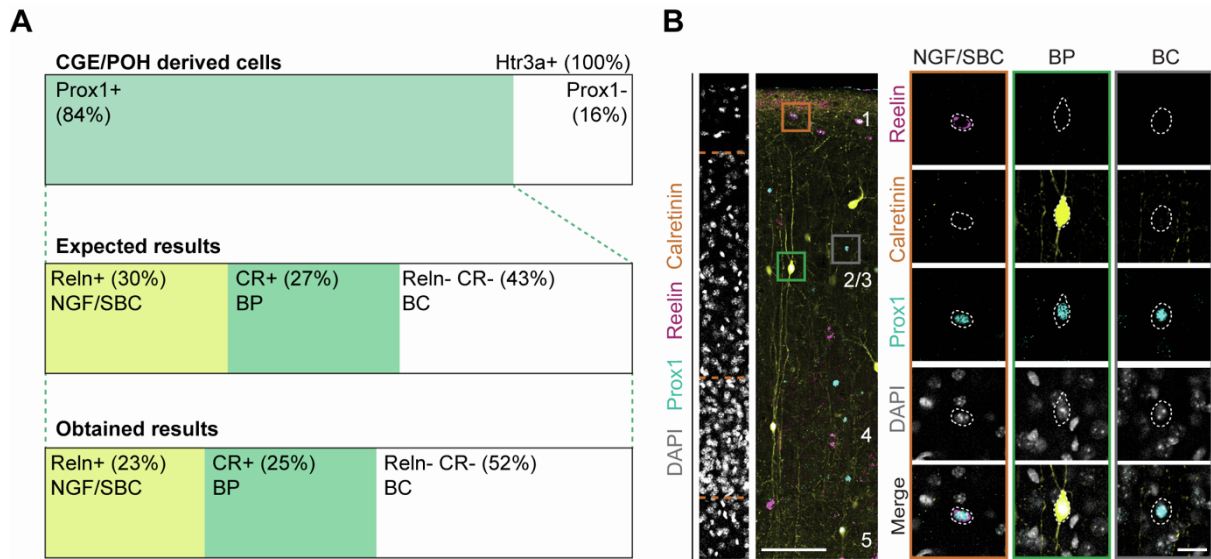 A
CGE/POH derived cells
Htr3a+ (100%)
Prox1+
(84%)
Prox1-
(16%)
Expected results
Reln+ (30%)
NGF/SBC
CR+ (27%)
BP
Reln- CR- (43%)
BC
Obtained results
Reln+ (23%)
NGF/SBC
CR+ (25%)
BP
Reln- CR- (52%)
BC
B
DAPI Prox1 Reelin Calretinin
1
2/3
4
5
NGF/SBC BP BC
Reelin
Calretinin
Prox1
DAPI
Merge